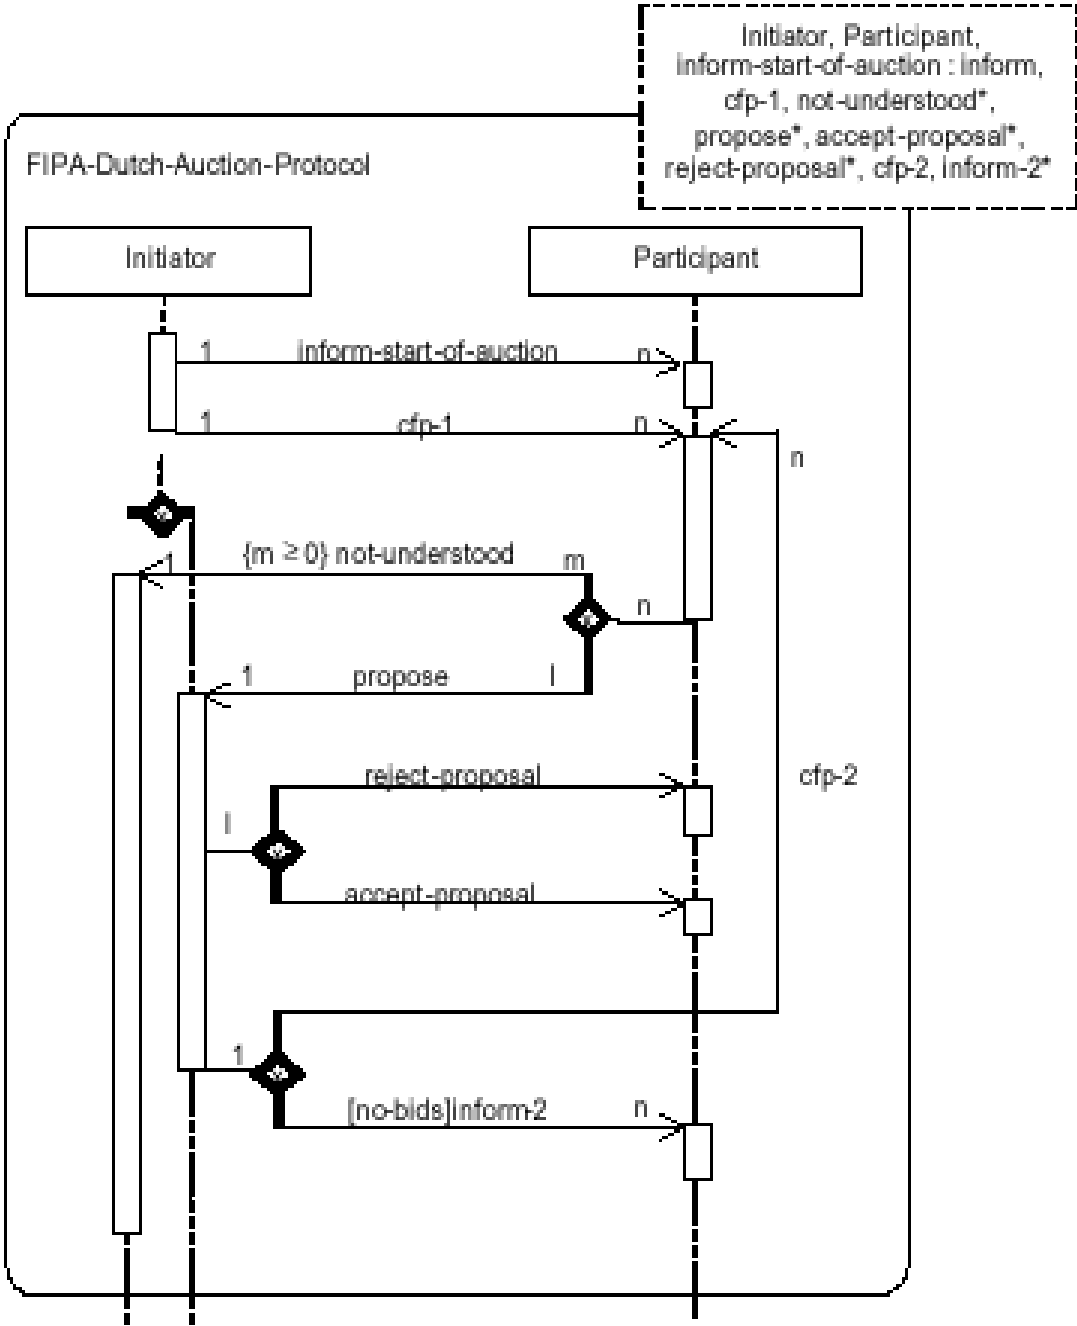 Initiator, Participant,
inform-start-of-auction : inform,
cfp-1, not-understood*,
propose*, accept-proposal*,
reject-proposal*, cfp-2, inform-2*
FIPA-Dutch-Auction-Protocol
Initiator
Participant
1 inform-start-of-auction n
1 cfp-1 n
n
x
1 {m ≥ 0} not-understood m
x n
1 propose l
reject-proposal
cfp-2
l
x
accept-proposal
1
x
[no-bids]inform-2 n